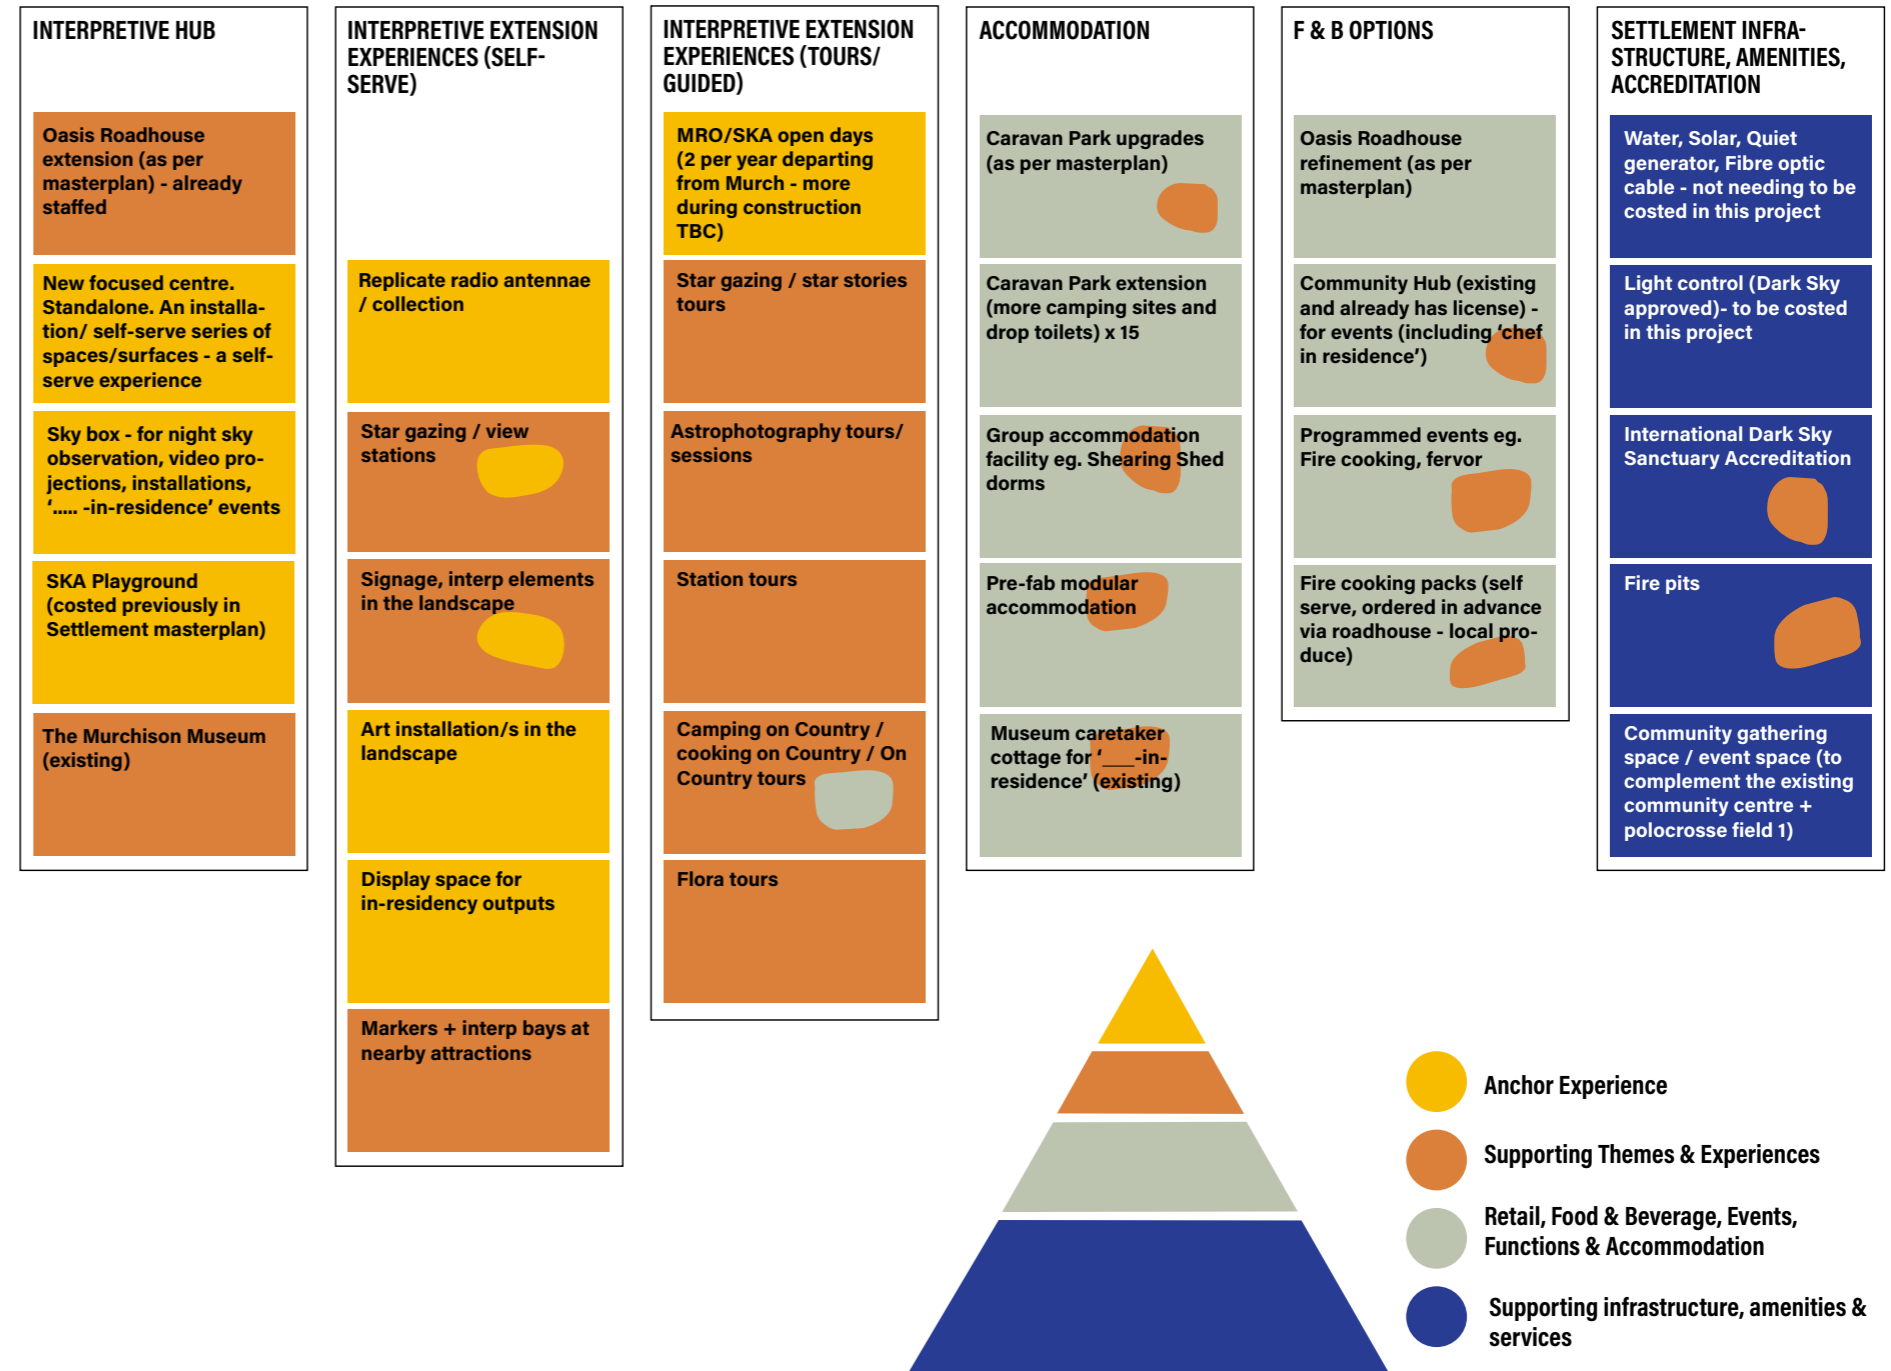 INTERPRETIVE HUB
Oasis Roadhouse
extension (as per
masterplan) - already
staffed
New focused centre.
Standalone. An installa-
tion/ self-serve series of
spaces/surfaces - a self-
serve experience
Sky box - for night sky
observation, video pro-
jections, installations,
‘..... -in-residence’ events
SKA Playground
(costed previously in
Settlement masterplan)
The Murchison Museum
(existing)
INTERPRETIVE EXTENSION
EXPERIENCES (SELF-
SERVE)
Replicate radio antennae
/ collection
Star gazing / view
stations
Signage, interp elements
in the landscape
Art installation/s in the
landscape
Display space for
in-residency outputs
Markers + interp bays at
nearby attractions
INTERPRETIVE EXTENSION
EXPERIENCES (TOURS/
GUIDED)
MRO/SKA open days
(2 per year departing
from Murch - more
during construction
TBC)
Star gazing / star stories
tours
Astrophotography tours/
sessions
Station tours
Camping on Country /
cooking on Country / On
Country tours
Flora tours
ACCOMMODATION
Caravan Park upgrades
(as per masterplan)
Caravan Park extension
(more camping sites and
drop toilets) x 15
Group accommodation
facility eg. Shearing Shed
dorms
Pre-fab modular
accommodation
Museum caretaker
cottage for ‘___-in-
residence’ (existing)
F & B OPTIONS
Oasis Roadhouse
refinement (as per
masterplan)
Community Hub (existing
and already has license) -
for events (including ‘chef
in residence’)
Programmed events eg.
Fire cooking, fervor
Fire cooking packs (self
serve, ordered in advance
via roadhouse - local pro-
duce)
SETTLEMENT INFRA-
STRUCTURE, AMENITIES,
ACCREDITATION
Water, Solar, Quiet
generator, Fibre optic
cable - not needing to be
costed in this project
Light control (Dark Sky
approved)- to be costed
in this project
International Dark Sky
Sanctuary Accreditation
Fire pits
Community gathering
space / event space (to
complement the existing
community centre +
polocrosse field 1)
Anchor Experience
Supporting Themes & Experiences
Retail, Food & Beverage, Events,
Functions & Accommodation
Supporting infrastructure, amenities &
services